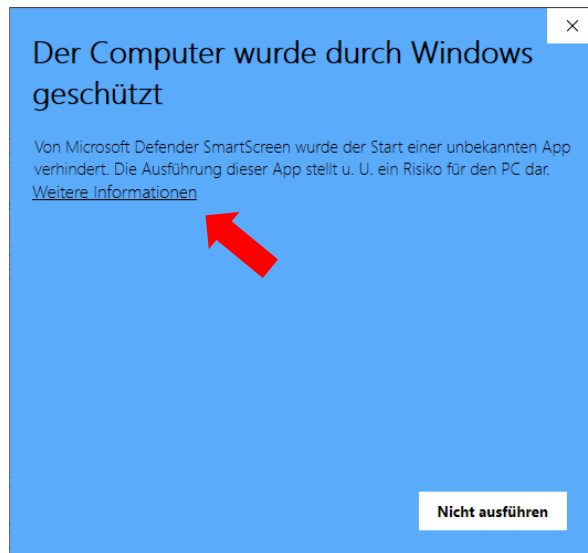 Der Computer wurde durch Windows
geschützt
Von Microsoft Defender SmartScreen wurde der Start einer unbekannten App
verhindert. Die Ausführung dieser App stellt u. U. ein Risiko für den PC dar.
Weitere Informationen
Nicht ausführen